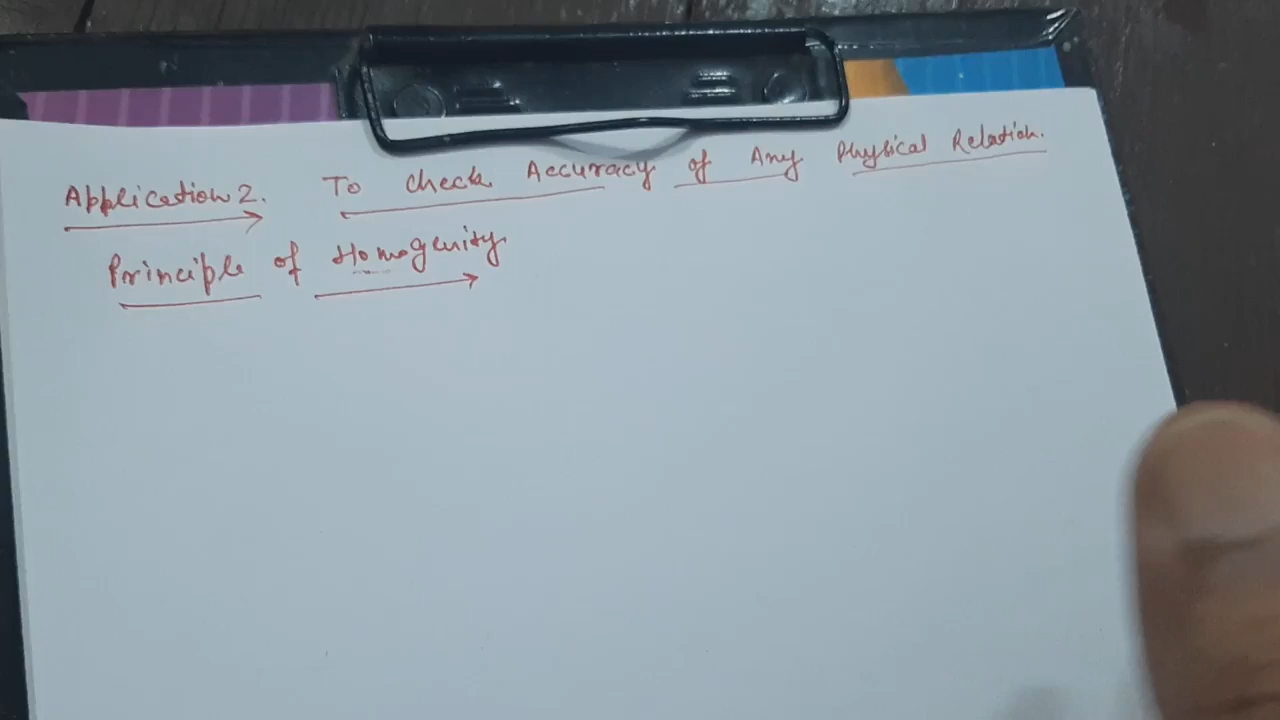 Application 2. To check Accuracy of Any Physical Relation.
Principle of Homogenity